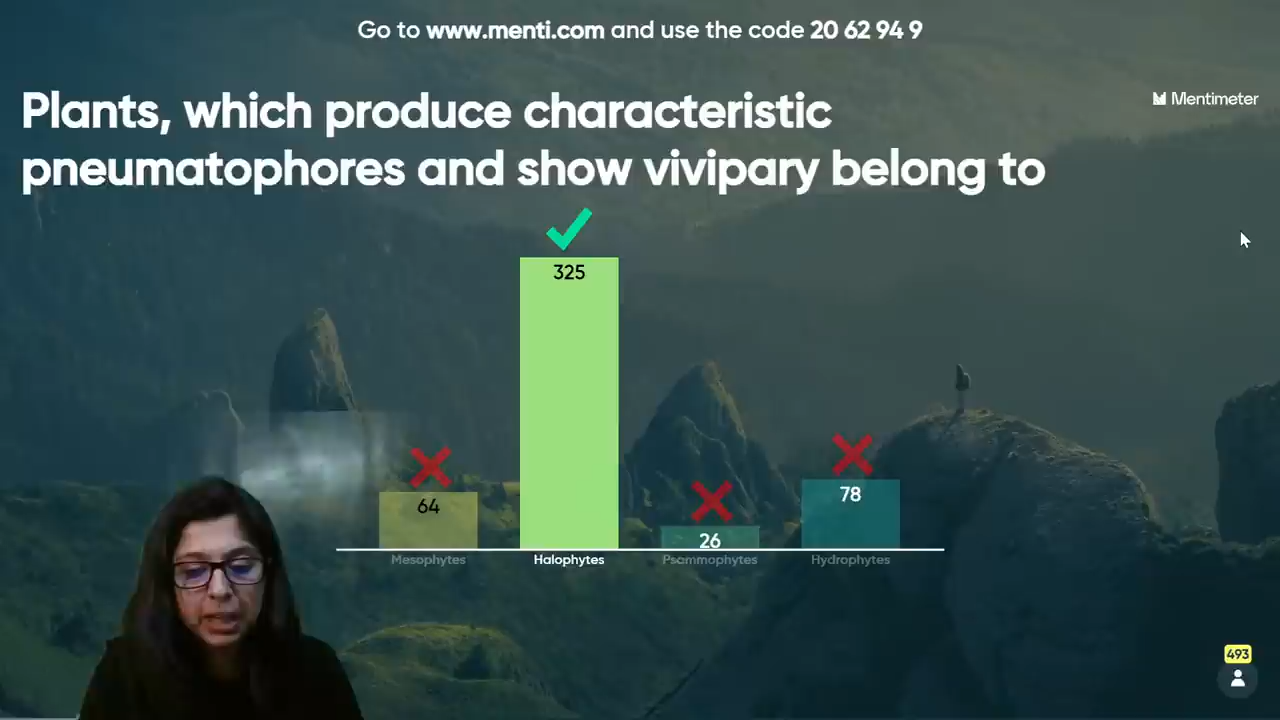 Go to www.menti.com and use the code 20 62 94 9
Mentimeter
Plants, which produce characteristic
pneumatophores and show vivipary belong to
325
64
26
78
Mesophytes
Halophytes
Psammophytes
Hydrophytes
493